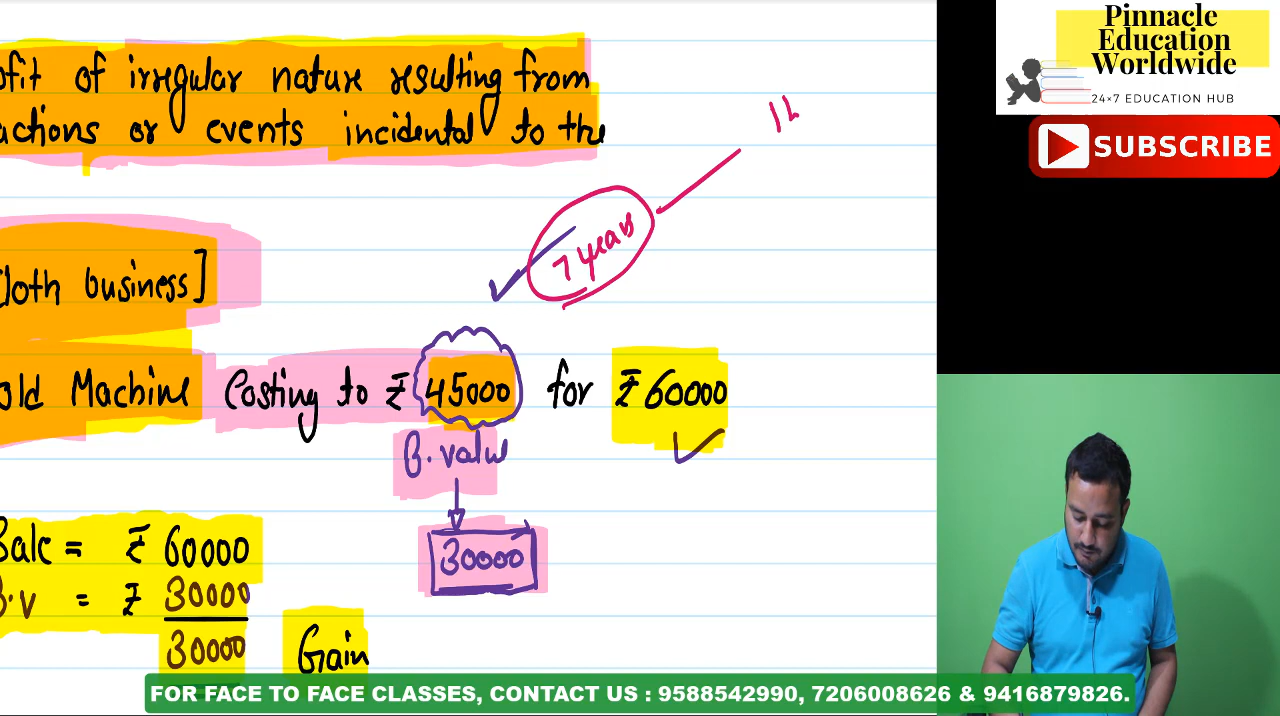 ofit of irregular nature resulting from
actions or events incidental to the
loth business]
old Machine Costing to ₹ 45000 for ₹ 60000
7 years
B. value
30000
Sale = ₹ 60000
B.V = ₹ 30000
30000 Gain
Pinnacle
Education
Worldwide
24×7 EDUCATION HUB
SUBSCRIBE
FOR FACE TO FACE CLASSES, CONTACT US : 9588542990, 7206008626 & 9416879826.